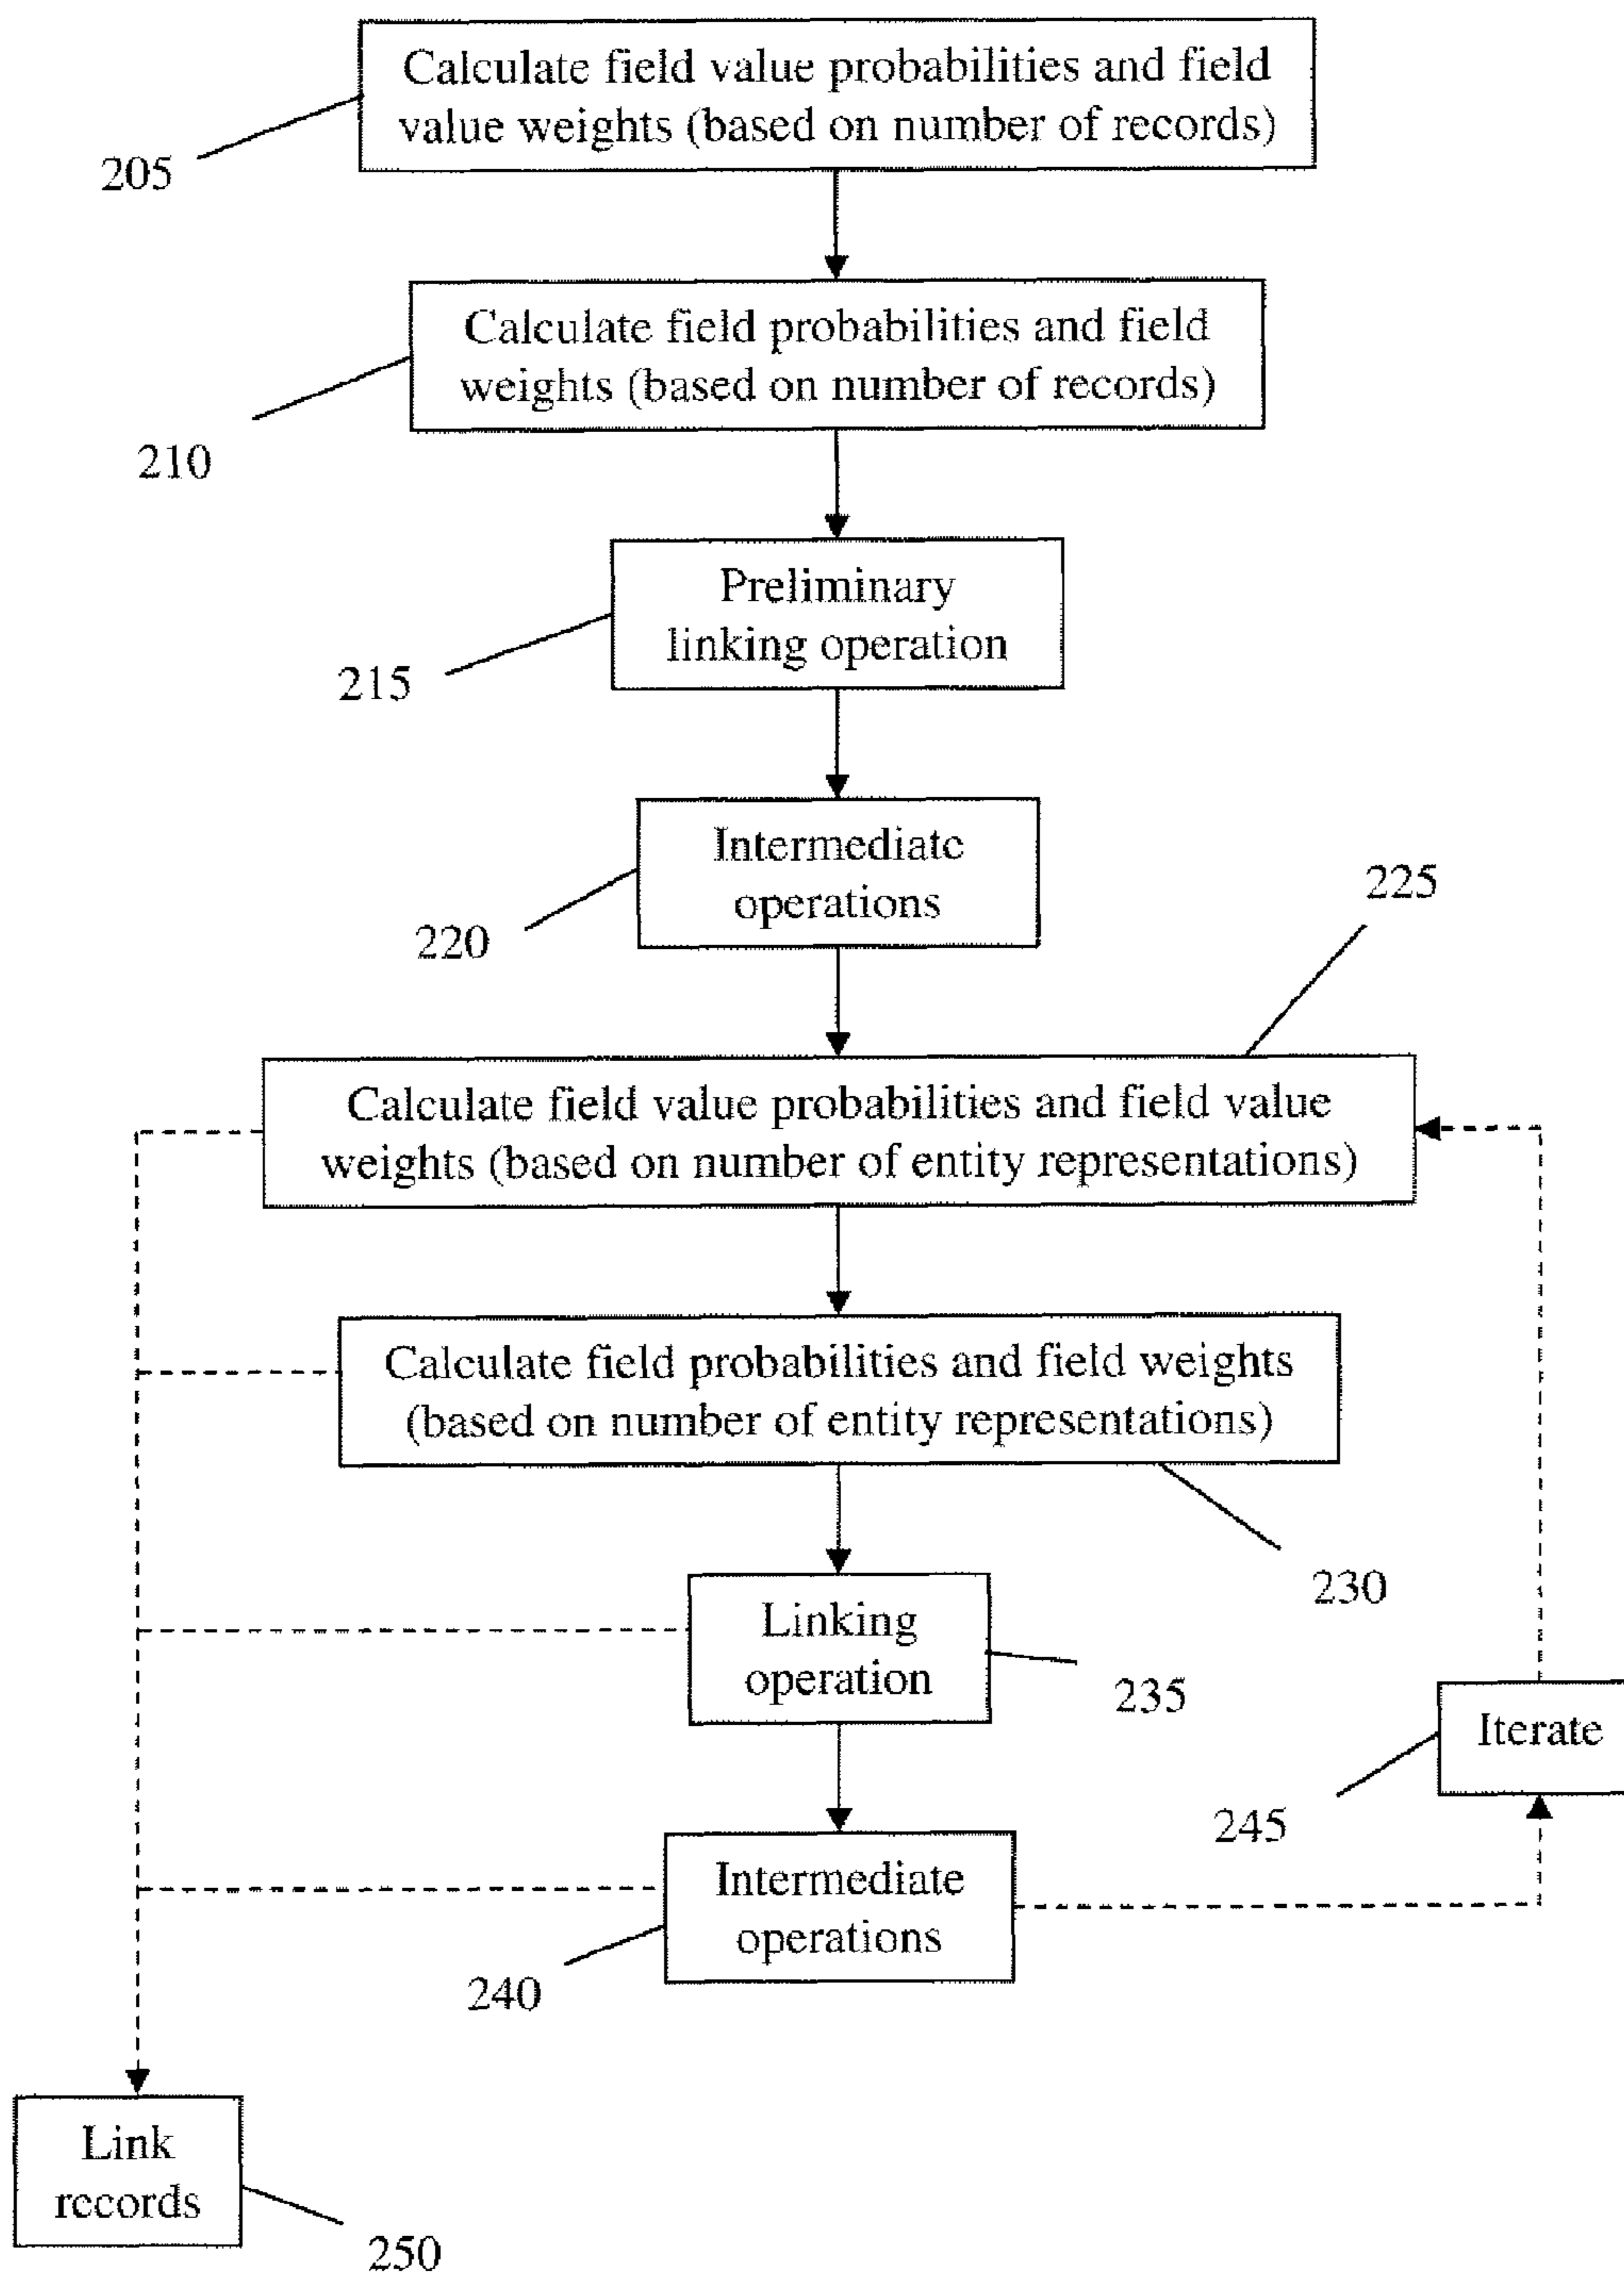 Calculate field value probabilities and field
value weights (based on number of records)
205
Calculate field probabilities and field
weights (based on number of records)
210
Preliminary
linking operation
215
Intermediate
operations
220
225
Calculate field value probabilities and field value
weights (based on number of entity representations)
Calculate field probabilities and field weights
(based on number of entity representations)
230
Linking
operation
235
Iterate
245
Intermediate
operations
240
Link
records
250